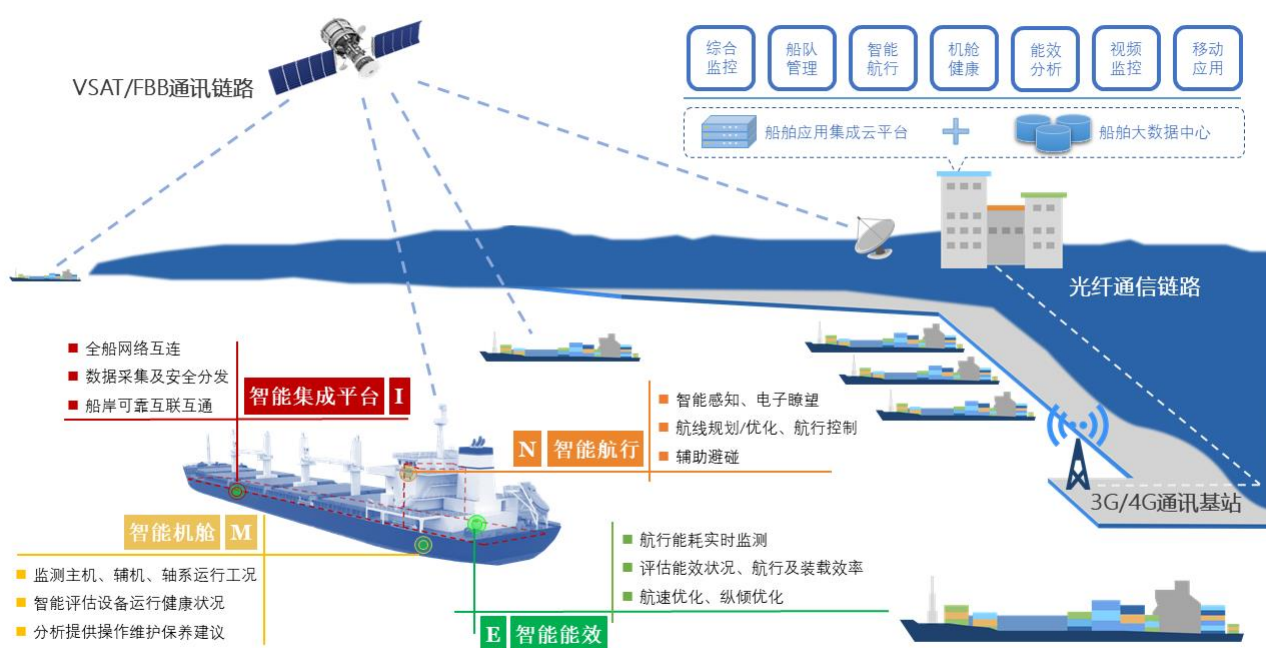 VSAT/FBB通讯链路
综合
监控
船队
管理
智能
航行
机舱
健康
能效
分析
视频
监控
移动
应用
船舶应用集成云平台
船舶大数据中心
光纤通信链路
全船网络互连
数据采集及安全分发
船岸可靠互联互通
智能集成平台 I
N 智能航行
智能感知、电子瞭望
航线规划/优化、航行控制
辅助避碰
3G/4G通讯基站
智能机舱 M
监测主机、辅机、轴系运行工况
智能评估设备运行健康状况
分析提供操作维护保养建议
航行能耗实时监测
评估能效状况、航行及装载效率
航速优化、纵倾优化
E 智能能效